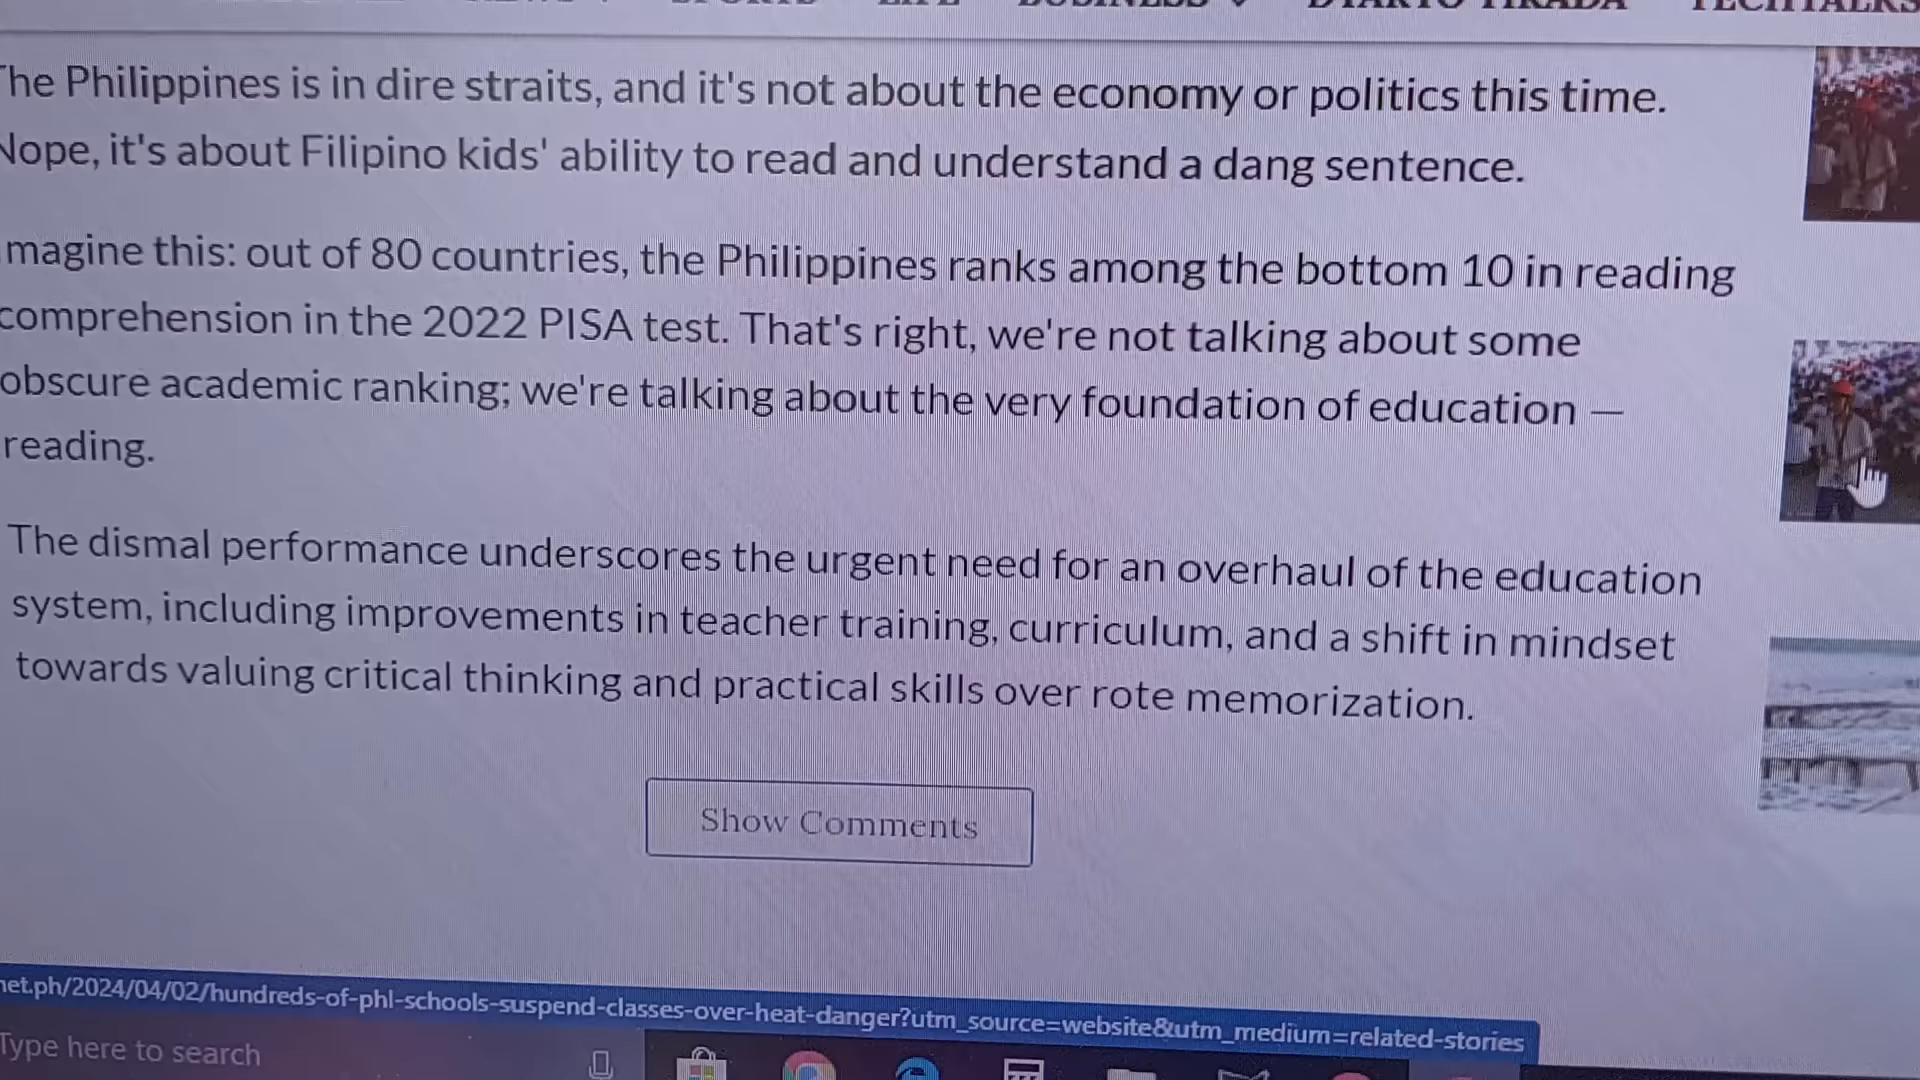 The Philippines is in dire straits, and it's not about the economy or politics this time.
Nope, it's about Filipino kids' ability to read and understand a dang sentence.
magine this: out of 80 countries, the Philippines ranks among the bottom 10 in reading
comprehension in the 2022 PISA test. That's right, we're not talking about some
obscure academic ranking; we're talking about the very foundation of education —
reading.
The dismal performance underscores the urgent need for an overhaul of the education
system, including improvements in teacher training, curriculum, and a shift in mindset
towards valuing critical thinking and practical skills over rote memorization.
Show Comments
net.ph/2024/04/02/hundreds-of-phl-schools-suspend-classes-over-heat-danger?utm_source=website&utm_medium=related-stories
Type here to search